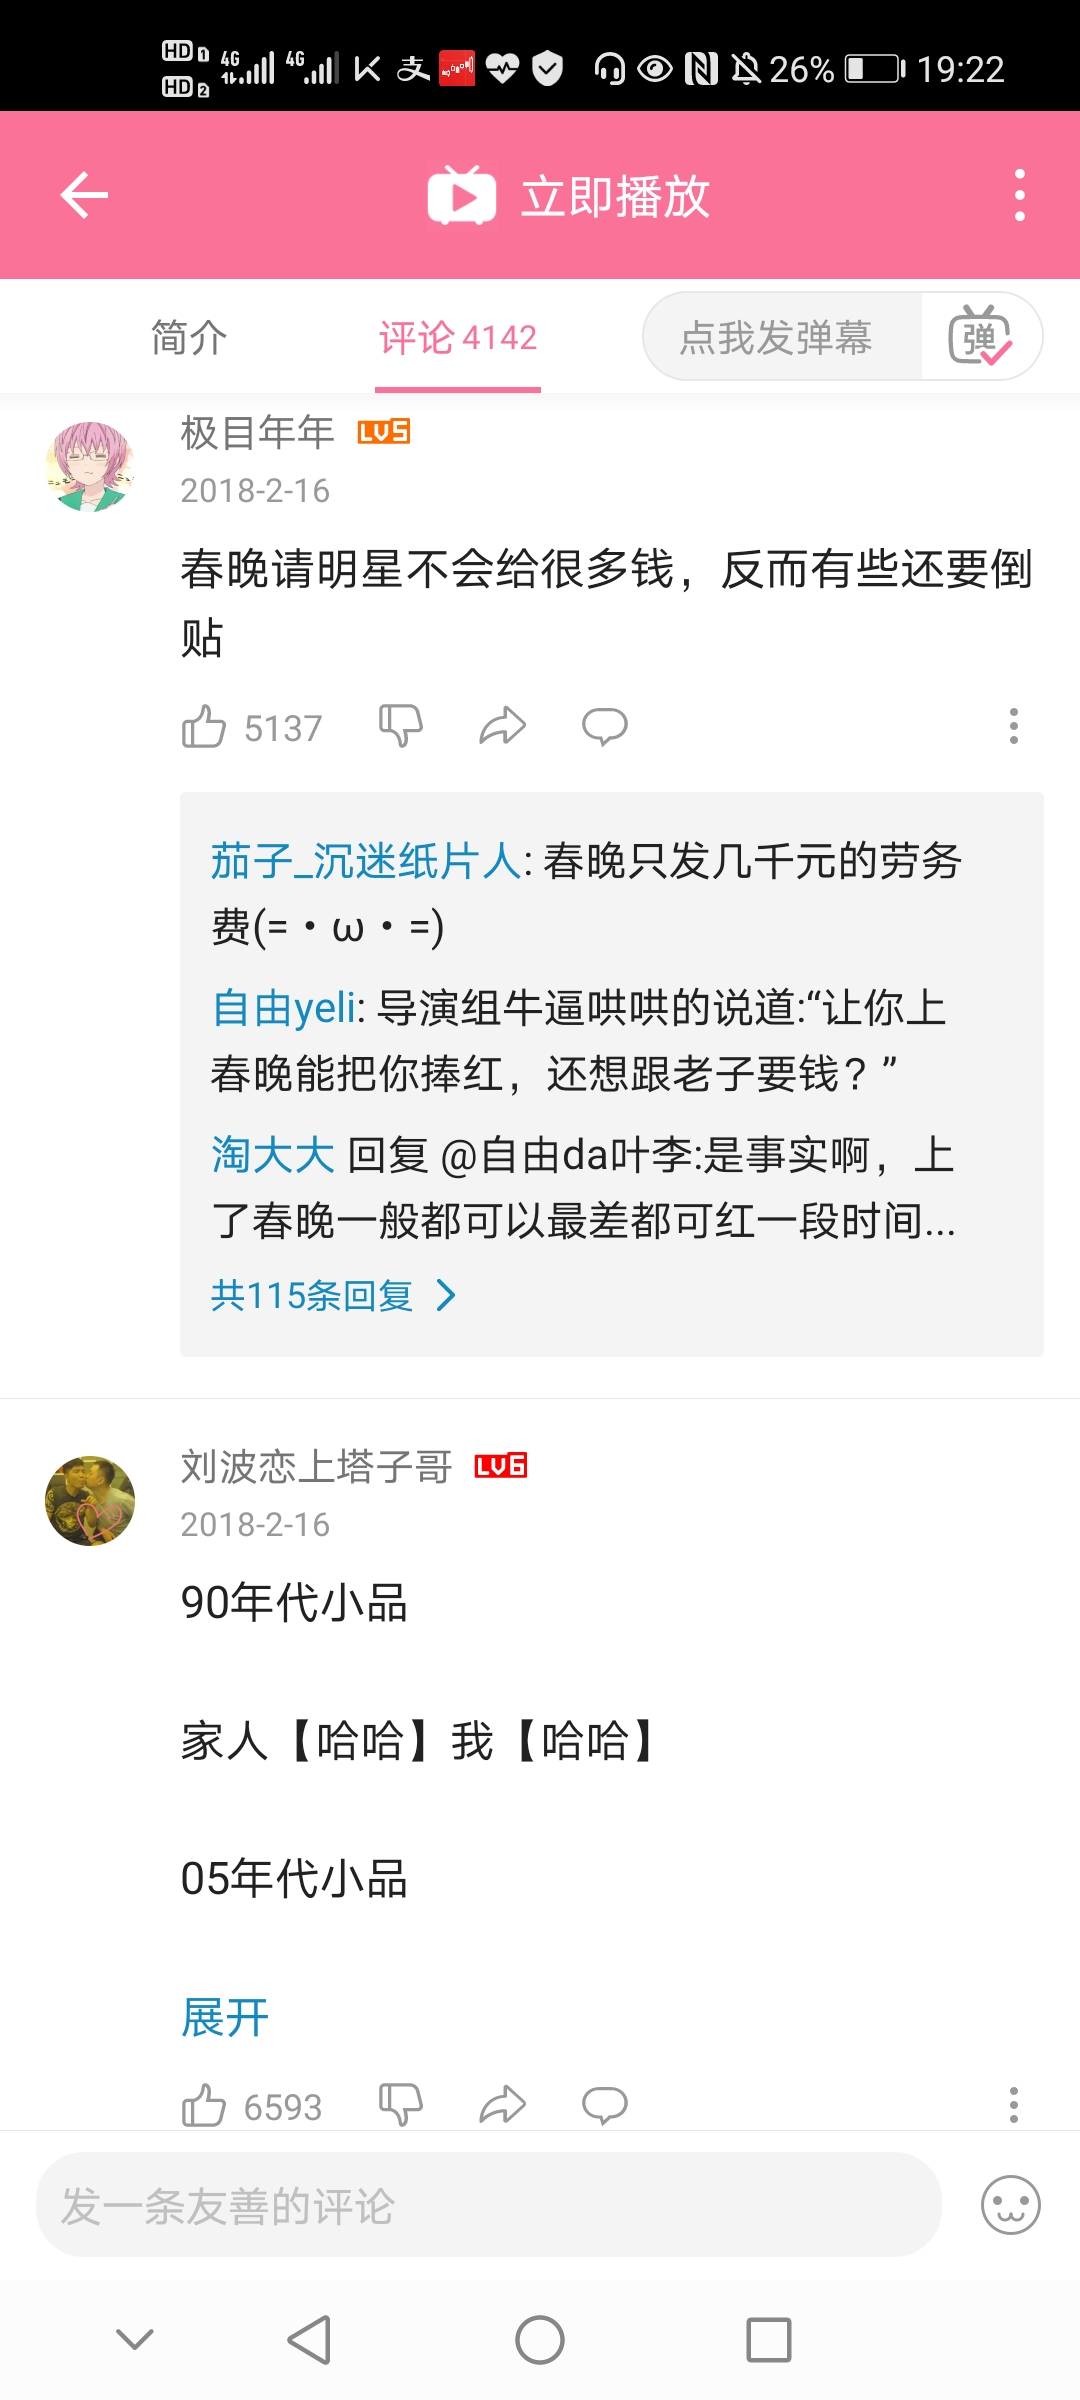 HD 1 4G 4G 支 26% 19:22
HD 2
立即播放
简介 评论 4142 点我发弹幕 弹
极目年年 LV5
2018-2-16
春晚请明星不会给很多钱，反而有些还要倒
贴
5137
茄子_沉迷纸片人: 春晚只发几千元的劳务
费(=・ω・=)
自由yeli: 导演组牛逼哄哄的说道:“让你上
春晚能把你捧红，还想跟老子要钱？”
淘大大 回复 @自由da叶李:是事实啊，上
了春晚一般都可以最差都可红一段时间...
共115条回复
刘波恋上塔子哥 LV6
2018-2-16
90年代小品
家人【哈哈】我【哈哈】
05年代小品
展开
6593
发一条友善的评论